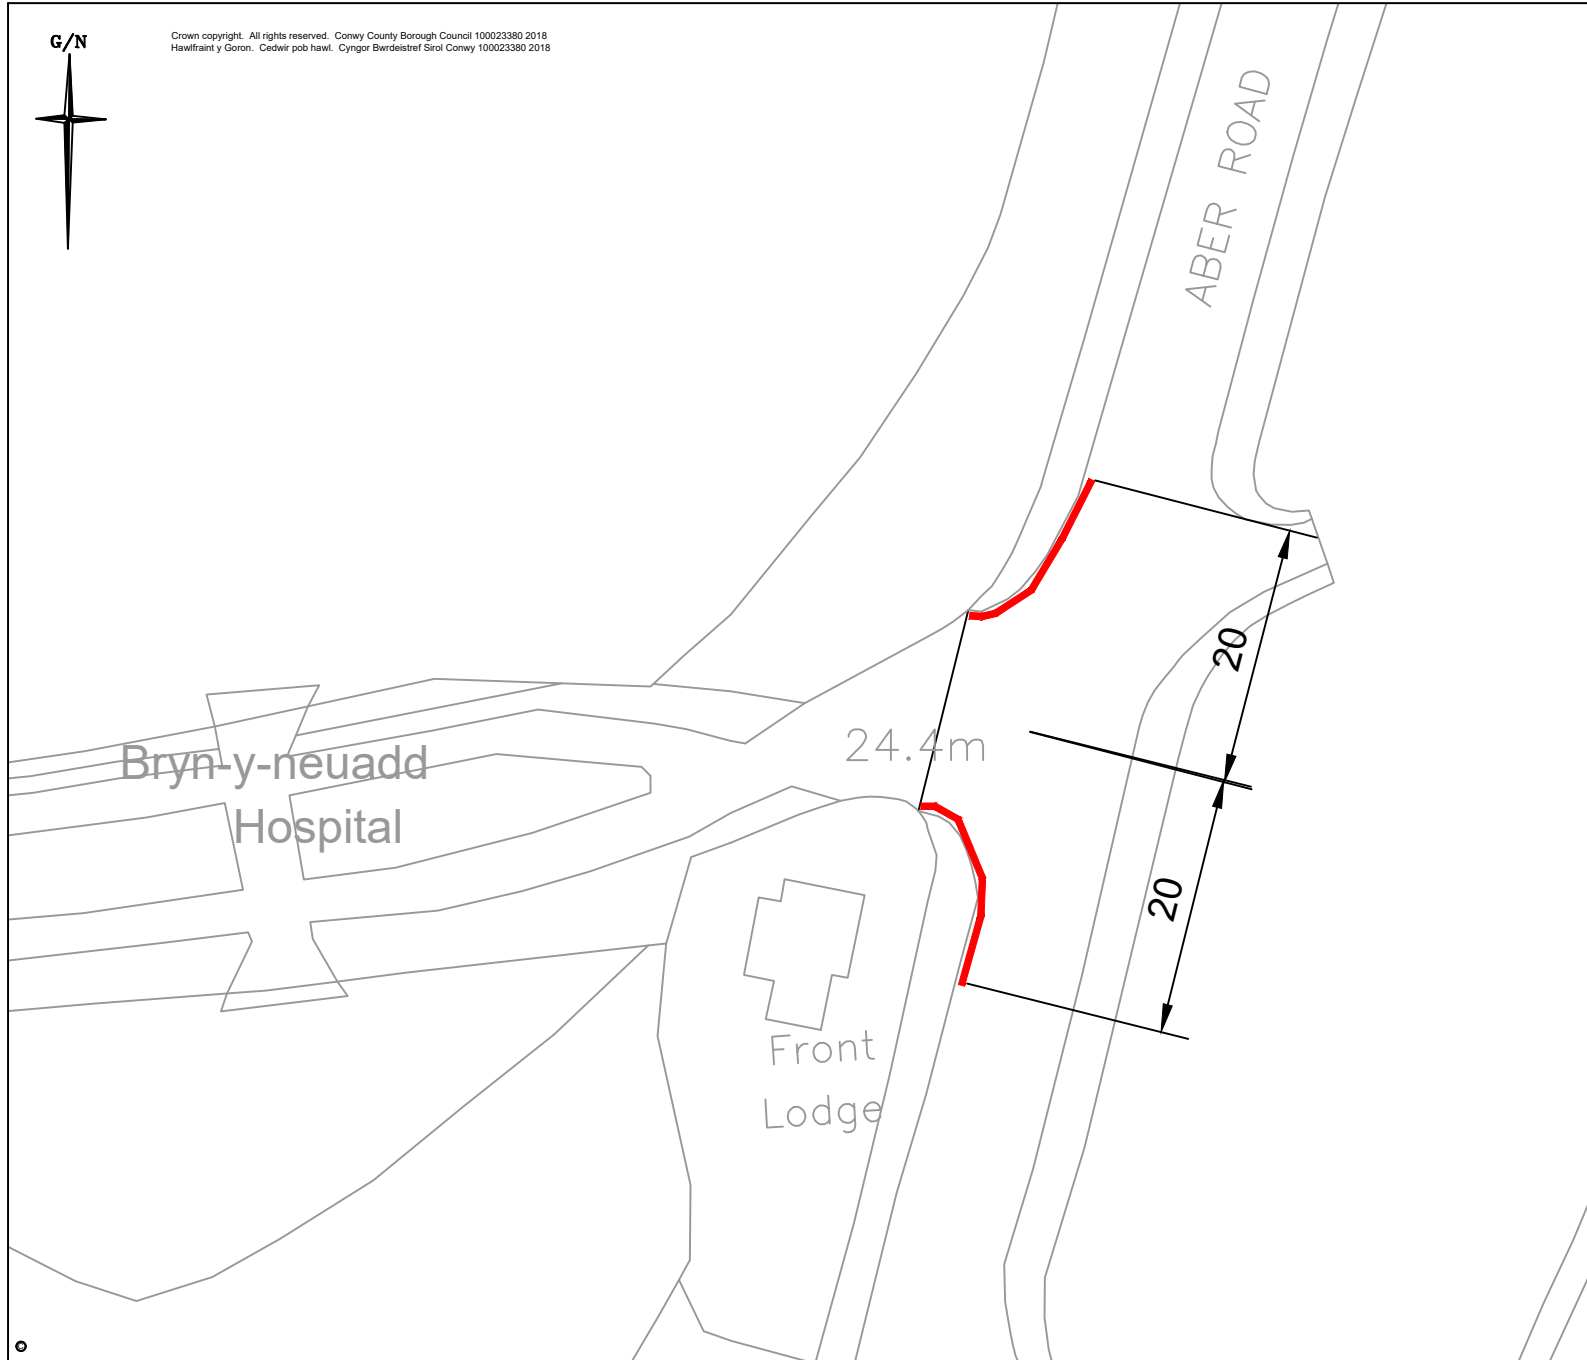 G/N
Crown copyright. All rights reserved. Conwy County Borough Council 100023380 2018
Hawlfraint y Goron. Cedwir pob hawl. Cyngor Bwrdeistref Sirol Conwy 100023380 2018
ABER ROAD
20
24.4m
Bryn-y-neuadd
Hospital
20
Front
Lodge
©